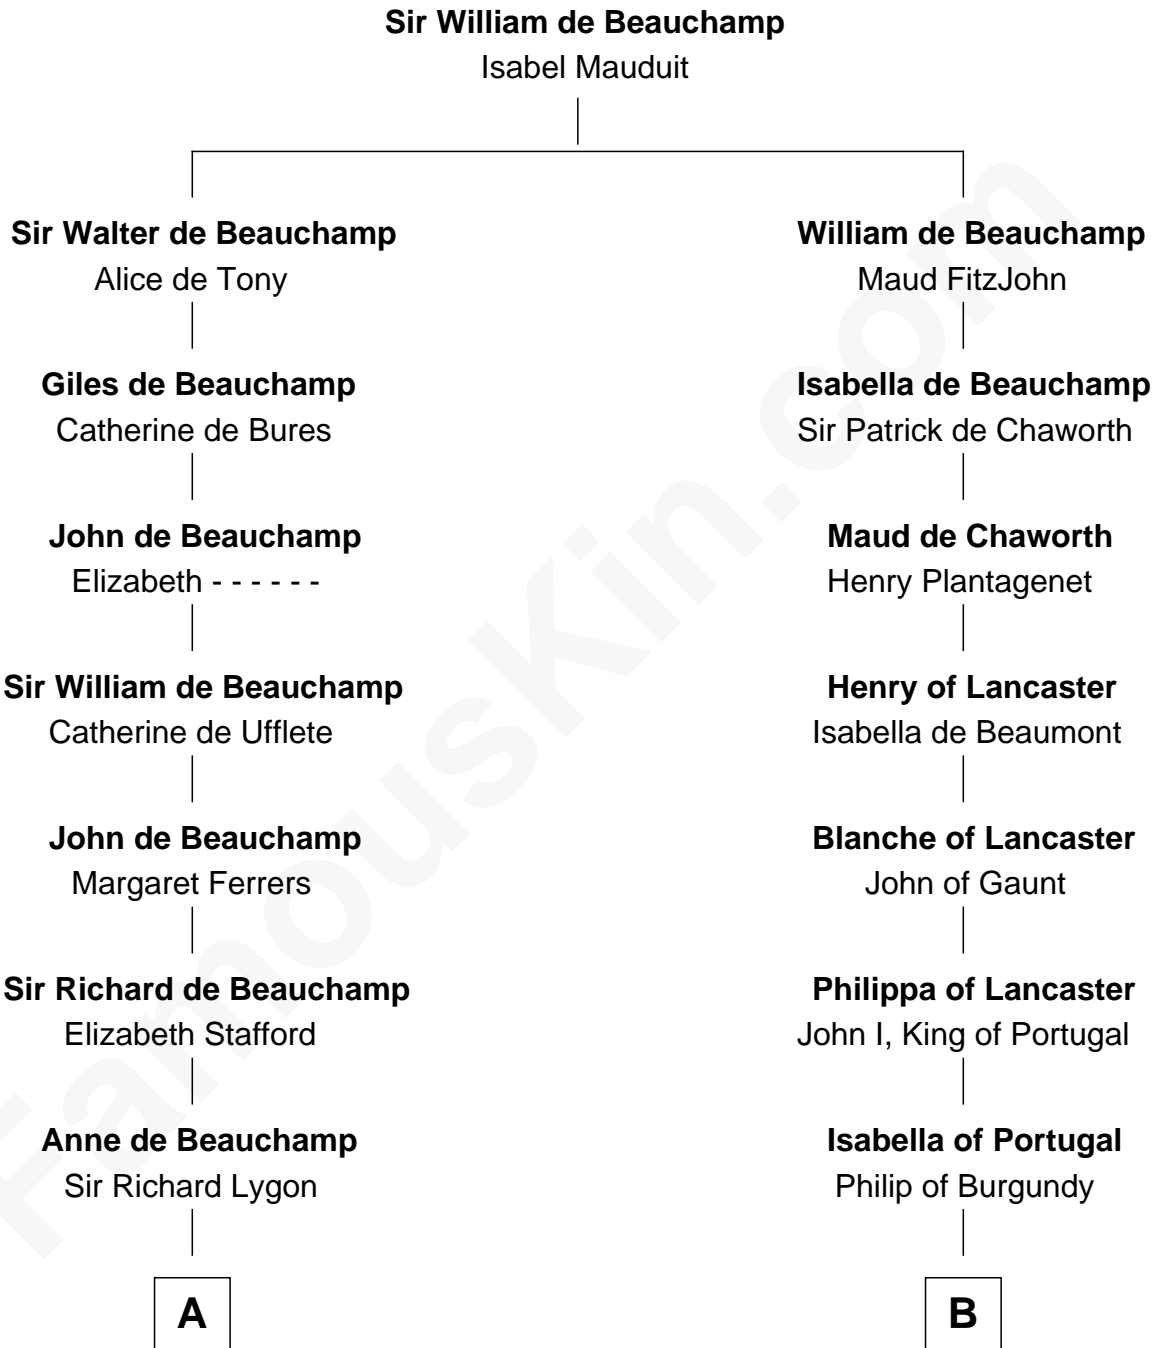 Sir William de Beauchamp
Isabel Mauduit
Sir Walter de Beauchamp
Alice de Tony
William de Beauchamp
Maud FitzJohn
Giles de Beauchamp
Catherine de Bures
Isabella de Beauchamp
Sir Patrick de Chaworth
John de Beauchamp
Elizabeth - - - - - -
Maud de Chaworth
Henry Plantagenet
Sir William de Beauchamp
Catherine de Ufflete
Henry of Lancaster
Isabella de Beaumont
John de Beauchamp
Margaret Ferrers
Blanche of Lancaster
John of Gaunt
Sir Richard de Beauchamp
Elizabeth Stafford
Philippa of Lancaster
John I, King of Portugal
Anne de Beauchamp
Sir Richard Lygon
Isabella of Portugal
Philip of Burgundy
A
B
FamousKin.com